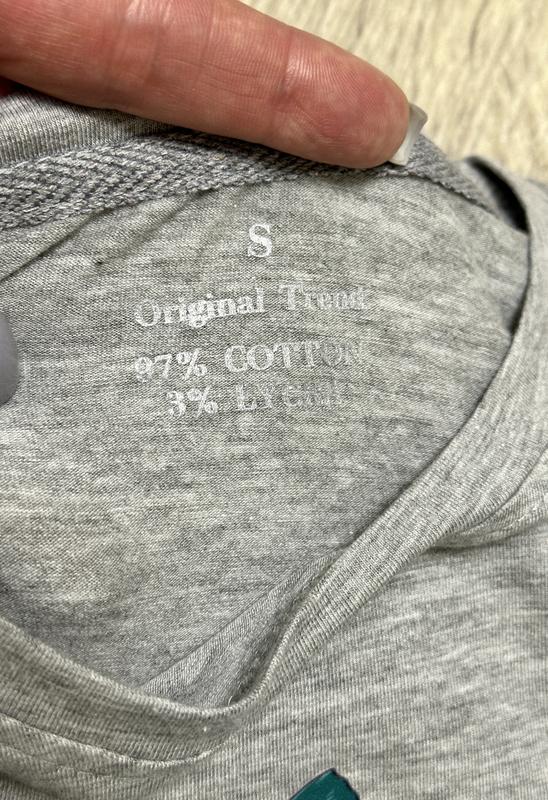 S
Original Trend
97% COTTON
3% LYCRA